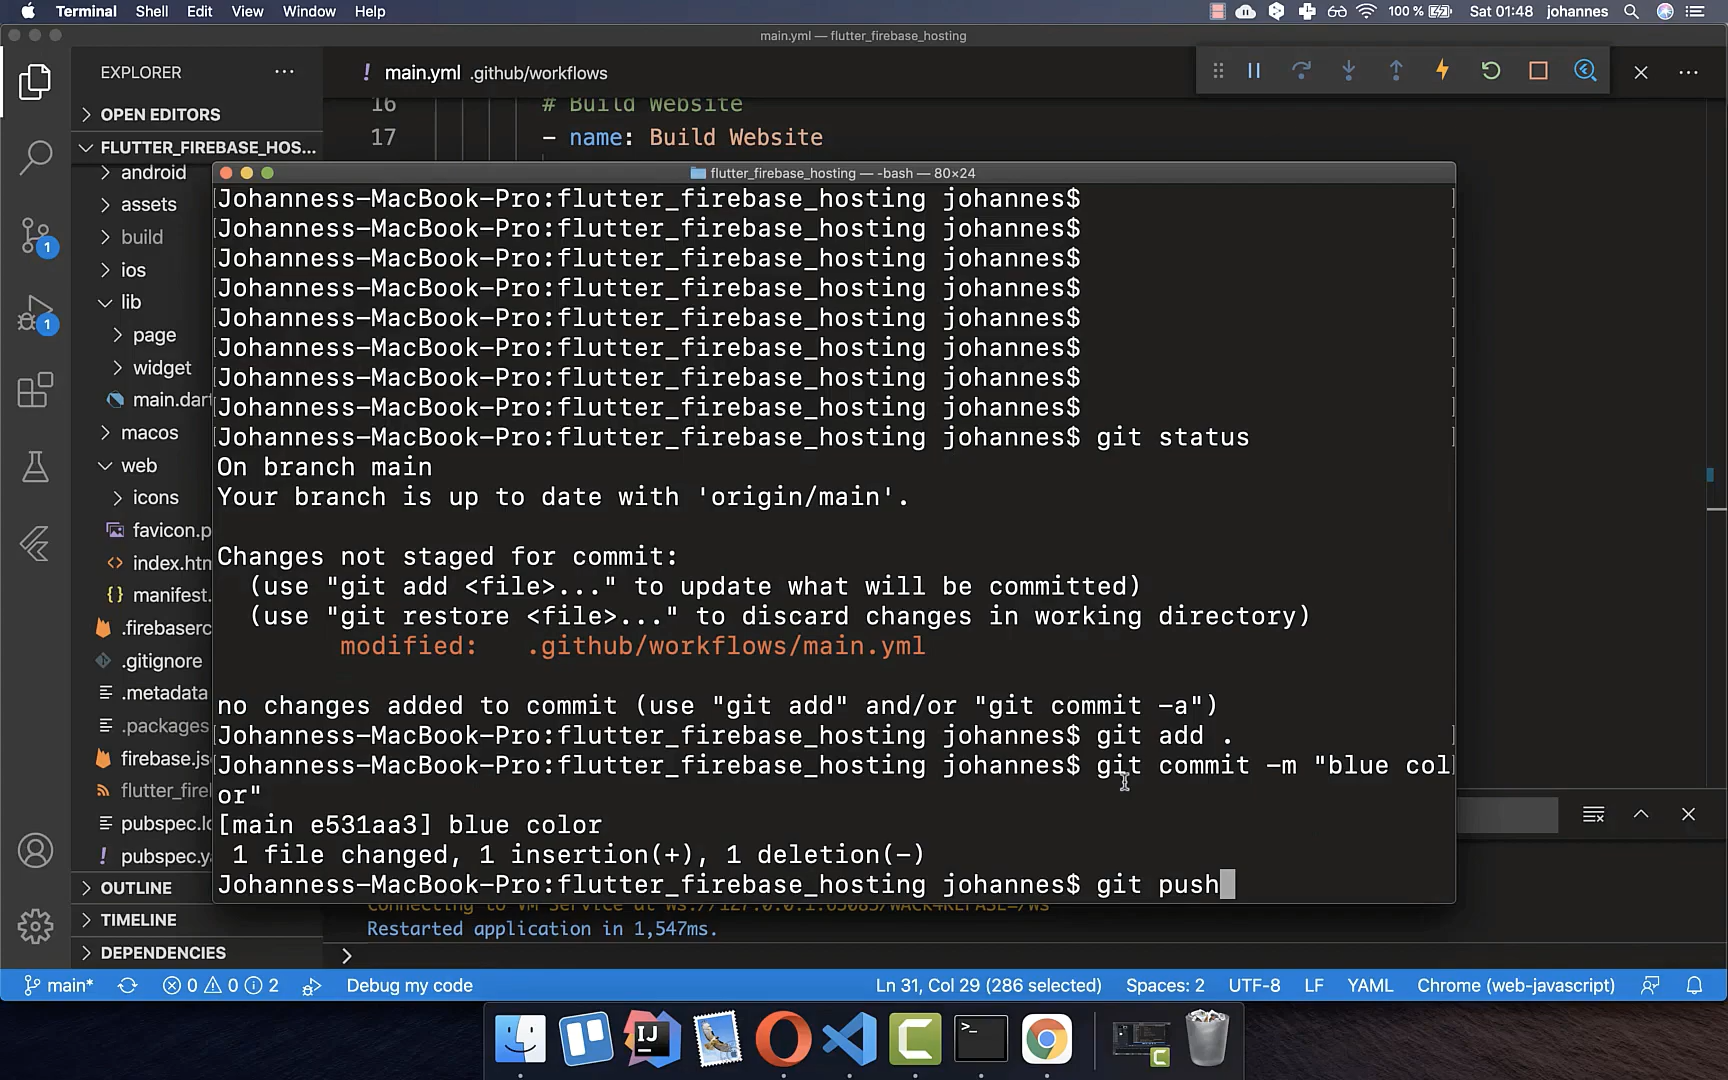 Terminal Shell Edit View Window Help 100 % Sat 01:48 johannes
main.yml — flutter_firebase_hosting
EXPLORER
! main.yml .github/workflows
OPEN EDITORS
FLUTTER_FIREBASE_HOS...
android
assets
build
ios
lib
page
widget
main.dart
macos
web
icons
favicon.p
index.htm
manifest.
.firebaserc
.gitignore
.metadata
.packages
firebase.js
flutter_fire
pubspec.lo
! pubspec.ya
OUTLINE
TIMELINE
DEPENDENCIES
1
1
16 # Build Website
17 - name: Build Website
flutter_firebase_hosting — -bash — 80×24
Johanness-MacBook-Pro:flutter_firebase_hosting johannes$
Johanness-MacBook-Pro:flutter_firebase_hosting johannes$
Johanness-MacBook-Pro:flutter_firebase_hosting johannes$
Johanness-MacBook-Pro:flutter_firebase_hosting johannes$
Johanness-MacBook-Pro:flutter_firebase_hosting johannes$
Johanness-MacBook-Pro:flutter_firebase_hosting johannes$
Johanness-MacBook-Pro:flutter_firebase_hosting johannes$
Johanness-MacBook-Pro:flutter_firebase_hosting johannes$
Johanness-MacBook-Pro:flutter_firebase_hosting johannes$ git status
On branch main
Your branch is up to date with 'origin/main'.
Changes not staged for commit:
(use "git add <file>..." to update what will be committed)
(use "git restore <file>..." to discard changes in working directory)
modified: .github/workflows/main.yml
no changes added to commit (use "git add" and/or "git commit -a")
Johanness-MacBook-Pro:flutter_firebase_hosting johannes$ git add .
Johanness-MacBook-Pro:flutter_firebase_hosting johannes$ git commit -m "blue col
or"
[main e531aa3] blue color
1 file changed, 1 insertion(+), 1 deletion(-)
Johanness-MacBook-Pro:flutter_firebase_hosting johannes$ git push
Restarted application in 1,547ms.
main* 0 0 2 Debug my code Ln 31, Col 29 (286 selected) Spaces: 2 UTF-8 LF YAML Chrome (web-javascript)
IJ